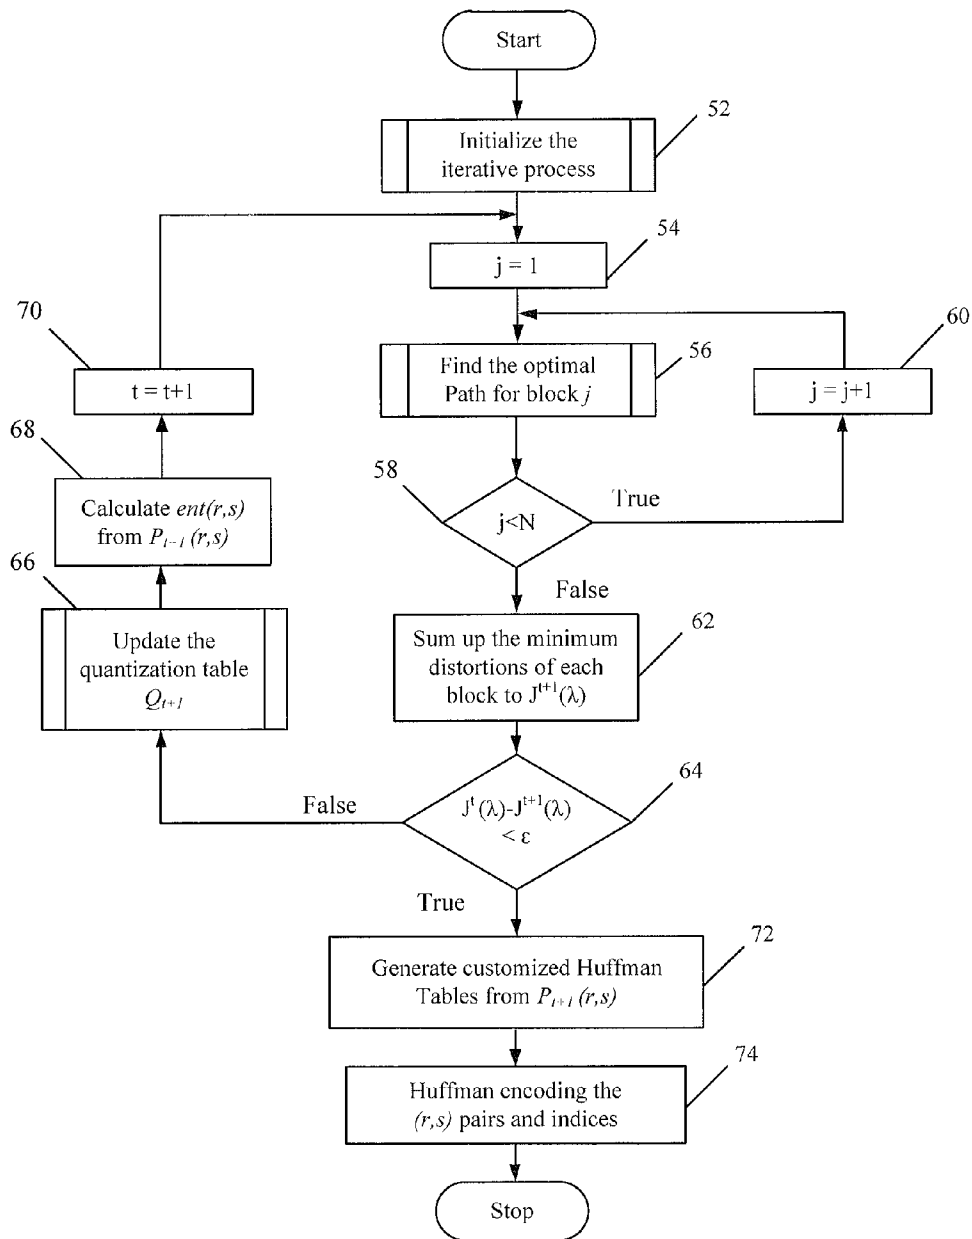 Start
52
Initialize the
iterative process
54
j = 1
70
60
56
Find the optimal
Path for block j
t = t+1
j = j+1
68
58
True
Calculate ent(r,s)
from Pₜ₊₁(r,s)
j<N
66
False
62
Update the
quantization table
Qₜ₊₁
Sum up the minimum
distortions of each
block to Jᵗ⁺¹(λ)
64
False
Jᵗ(λ)-Jᵗ⁺¹(λ)
< ε
True
72
Generate customized Huffman
Tables from Pₜ₊₁(r,s)
74
Huffman encoding the
(r,s) pairs and indices
Stop